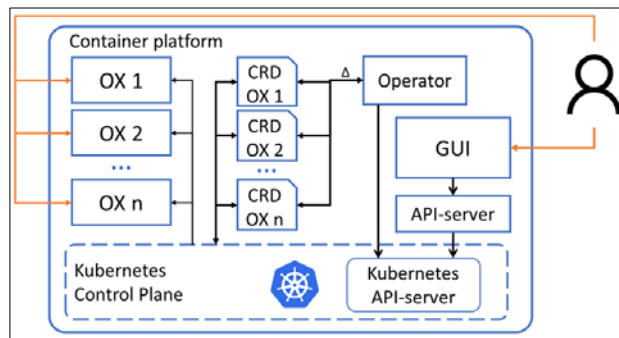 Container platform
OX 1
OX 2
...
OX n
CRD
OX 1
CRD
OX 2
...
CRD
OX n
Δ
Operator
GUI
API-server
Kubernetes
Control Plane
Kubernetes
API-server